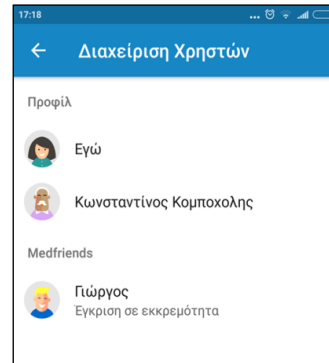 17:18
Διαχείριση Χρηστών
Προφίλ
Εγώ
Κωνσταντίνος Κομποχολης
Medfriends
Γιώργος
Έγκριση σε εκκρεμότητα